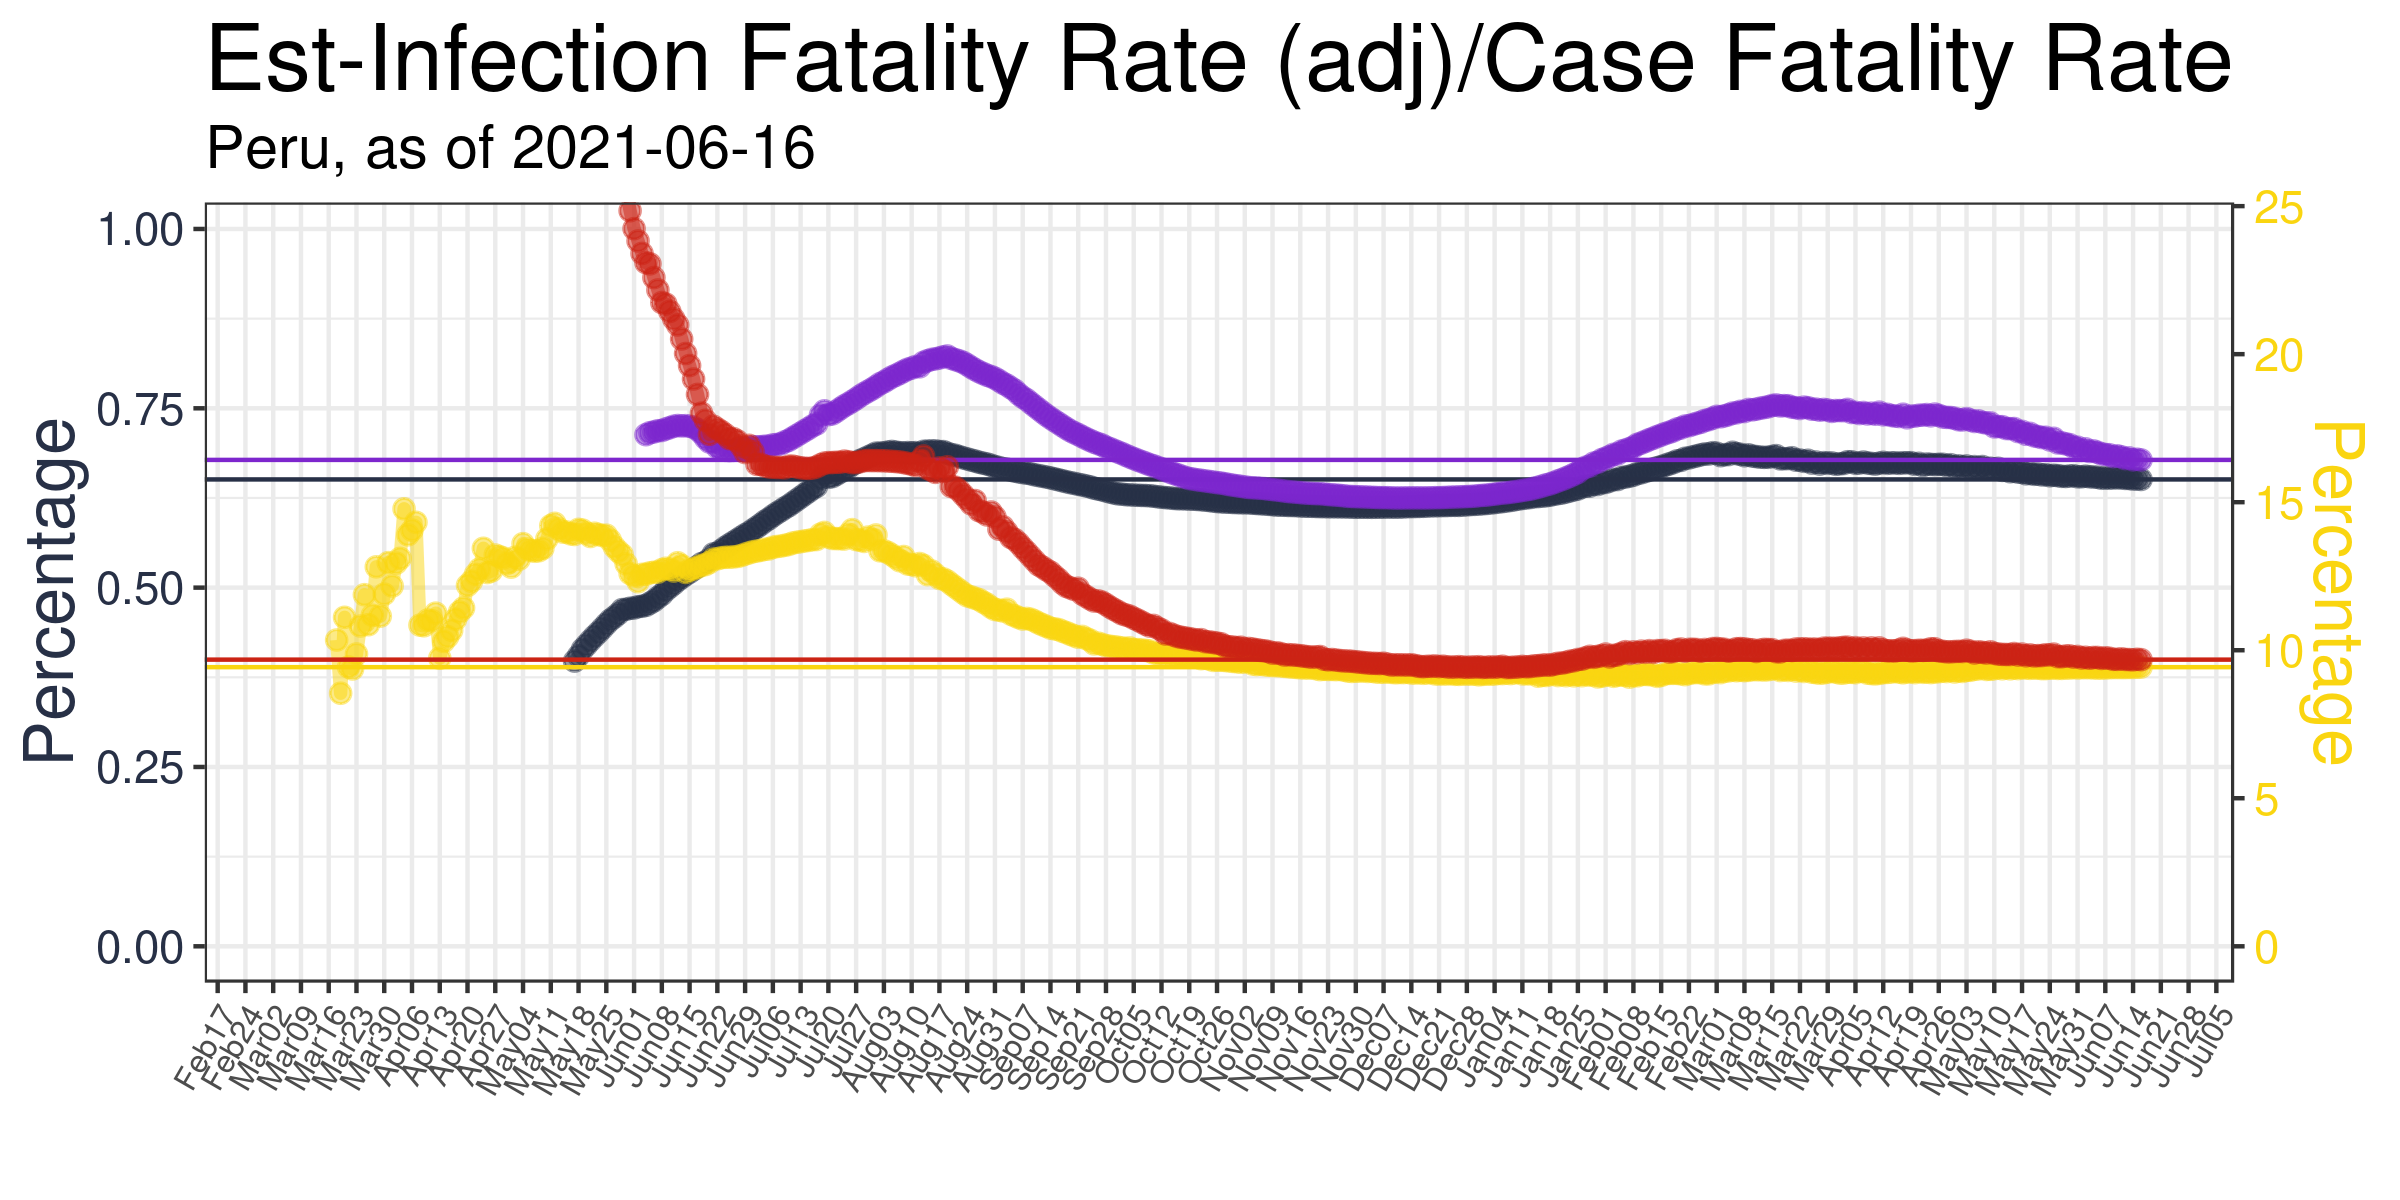 Est-Infection Fatality Rate (adj)/Case Fatality Rate
Peru, as of 2021-06-16
Percentage
1.00
0.75
0.50
0.25
0.00
25
20
15
10
5
0
Percentage
Feb17
Feb24
Mar02
Mar09
Mar16
Mar23
Mar30
Apr06
Apr13
Apr20
Apr27
May04
May11
May18
May25
Jun01
Jun08
Jun15
Jun22
Jun29
Jul06
Jul13
Jul20
Jul27
Aug03
Aug10
Aug17
Aug24
Aug31
Sep07
Sep14
Sep21
Sep28
Oct05
Oct12
Oct19
Oct26
Nov02
Nov09
Nov16
Nov23
Nov30
Dec07
Dec14
Dec21
Dec28
Jan04
Jan11
Jan18
Jan25
Feb01
Feb08
Feb15
Feb22
Mar01
Mar08
Mar15
Mar22
Mar29
Apr05
Apr12
Apr19
Apr26
May03
May10
May17
May24
May31
Jun07
Jun14
Jun21
Jun28
Jul05